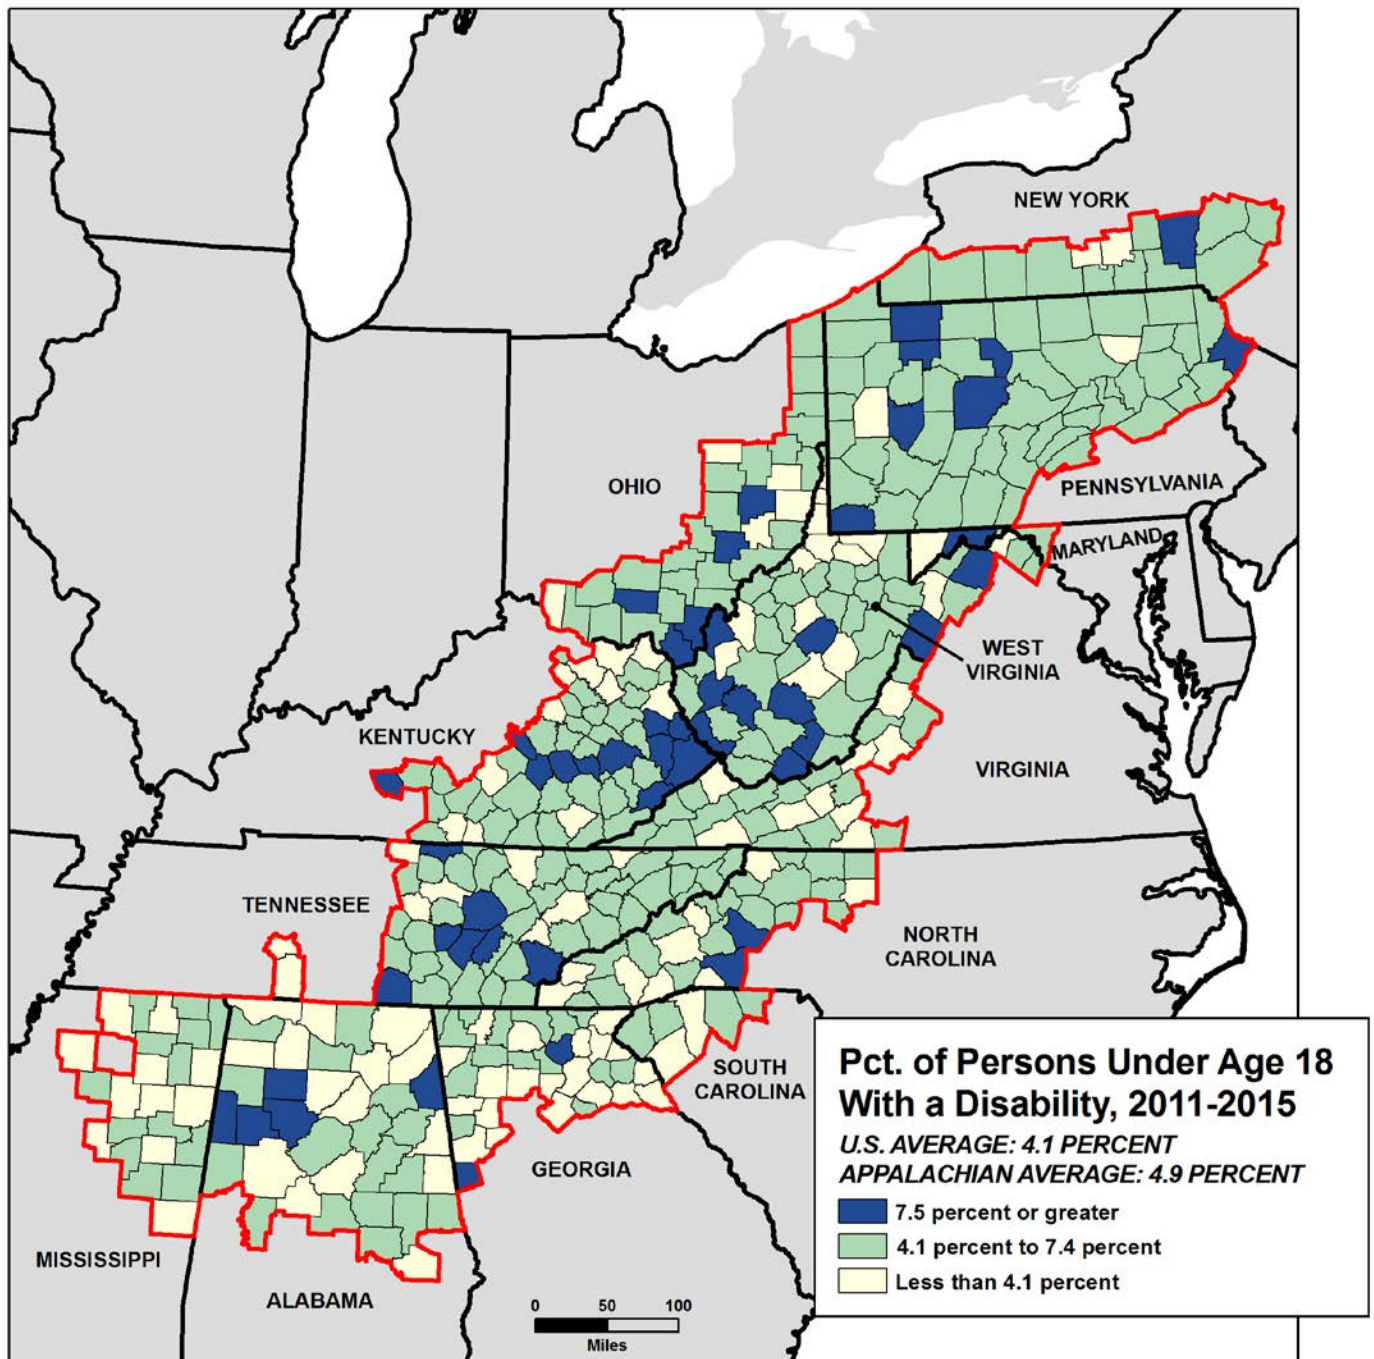 NEW YORK
OHIO
PENNSYLVANIA
MARYLAND
WEST
VIRGINIA
KENTUCKY
VIRGINIA
TENNESSEE
NORTH
CAROLINA
SOUTH
CAROLINA
GEORGIA
MISSISSIPPI
ALABAMA
Pct. of Persons Under Age 18
With a Disability, 2011-2015
U.S. AVERAGE: 4.1 PERCENT
APPALACHIAN AVERAGE: 4.9 PERCENT
7.5 percent or greater
4.1 percent to 7.4 percent
Less than 4.1 percent
0 50 100
Miles